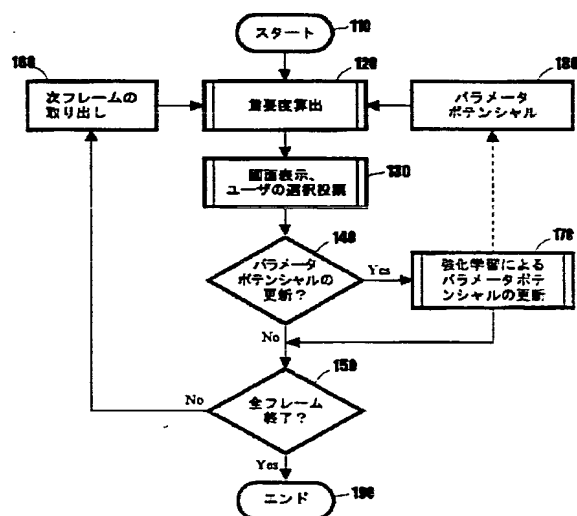 スタート
110
160
次フレームの
取り出し
120
重要度算出
180
パラメータ
ポテンシャル
画面表示、
ユーザの選択投票
130
140
パラメータ
ポテンシャルの
更新？
Yes
170
強化学習による
パラメータポテ
ンシャルの更新
No
150
全フレーム
終了？
No
Yes
エンド
190